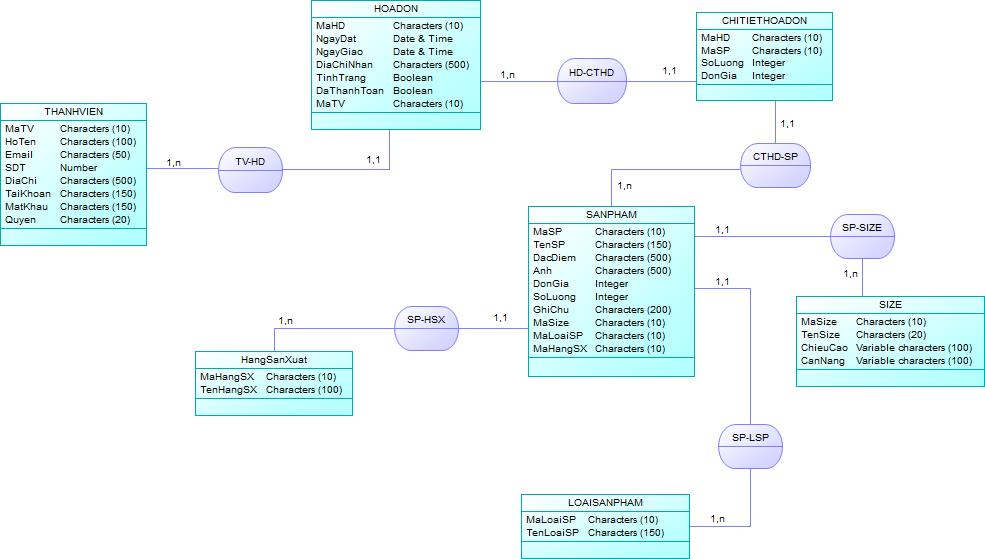 HOADON
MaHD Characters (10)
NgayDat Date & Time
NgayGiao Date & Time
DiaChiNhan Characters (500)
TinhTrang Boolean
DaThanhToan Boolean
MaTV Characters (10)
CHITIETHOADON
MaHD Characters (10)
MaSP Characters (10)
SoLuong Integer
DonGia Integer
1,n
HD-CTHD
1,1
THANHVIEN
MaTV Characters (10)
HoTen Characters (100)
Email Characters (50)
SDT Number
DiaChi Characters (500)
TaiKhoan Characters (150)
MatKhau Characters (150)
Quyen Characters (20)
1,n
TV-HD
1,1
1,1
CTHD-SP
1,n
SANPHAM
MaSP Characters (10)
TenSP Characters (150)
DacDiem Characters (500)
Anh Characters (500)
DonGia Integer
SoLuong Integer
GhiChu Characters (200)
MaSize Characters (10)
MaLoaiSP Characters (10)
MaHangSX Characters (10)
1,1
SP-SIZE
1,n
SIZE
MaSize Characters (10)
TenSize Characters (20)
ChieuCao Variable characters (100)
CanNang Variable characters (100)
1,1
SP-HSX
1,n
HangSanXuat
MaHangSX Characters (10)
TenHangSX Characters (100)
1,1
SP-LSP
1,n
LOAISANPHAM
MaLoaiSP Characters (10)
TenLoaiSP Characters (150)